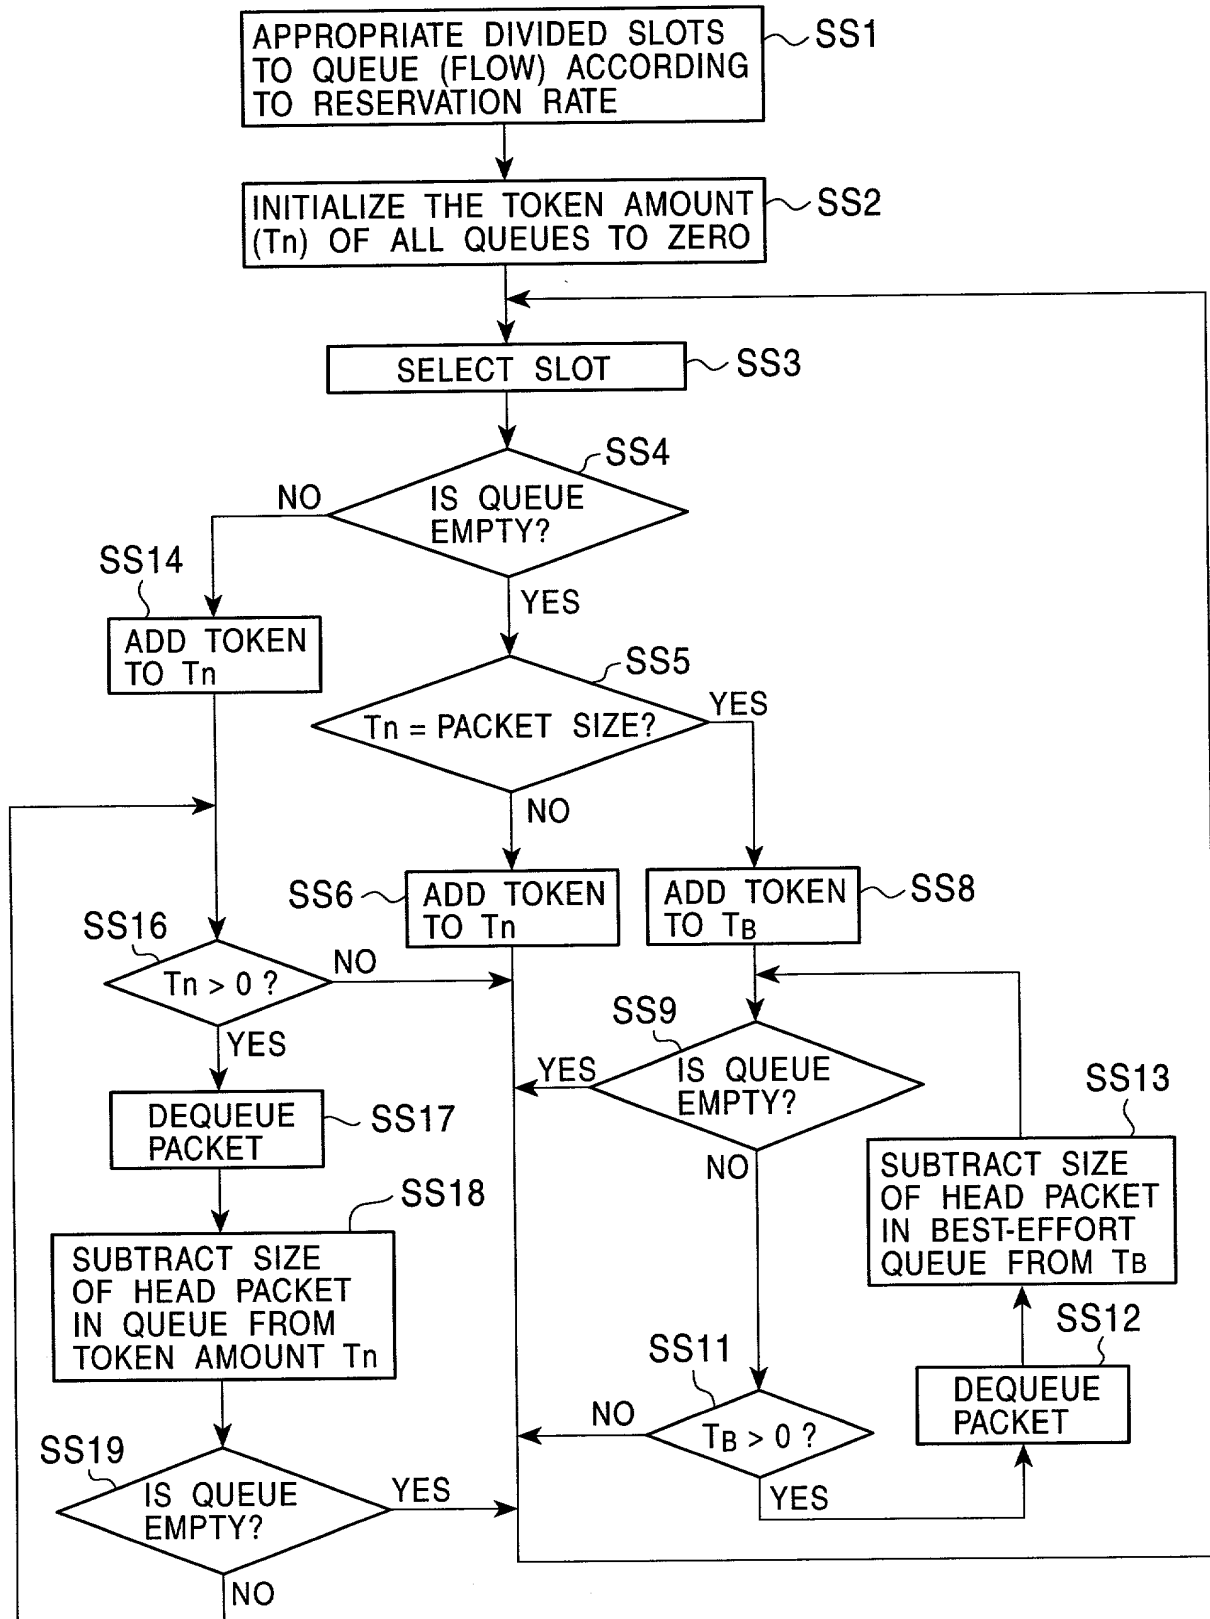 APPROPRIATE DIVIDED SLOTS
TO QUEUE (FLOW) ACCORDING
TO RESERVATION RATE
SS1
INITIALIZE THE TOKEN AMOUNT
(Tn) OF ALL QUEUES TO ZERO
SS2
SELECT SLOT
SS3
SS4
IS QUEUE
EMPTY?
NO
YES
SS14
ADD TOKEN
TO Tn
SS5
Tn = PACKET SIZE?
YES
NO
SS6
ADD TOKEN
TO Tn
ADD TOKEN
TO TB
SS8
SS16
Tn > 0 ?
NO
YES
SS9
IS QUEUE
EMPTY?
YES
NO
DEQUEUE
PACKET
SS17
SS13
SUBTRACT SIZE
OF HEAD PACKET
IN BEST-EFFORT
QUEUE FROM TB
SS18
SUBTRACT SIZE
OF HEAD PACKET
IN QUEUE FROM
TOKEN AMOUNT Tn
SS12
DEQUEUE
PACKET
SS11
TB > 0 ?
NO
YES
SS19
IS QUEUE
EMPTY?
YES
NO